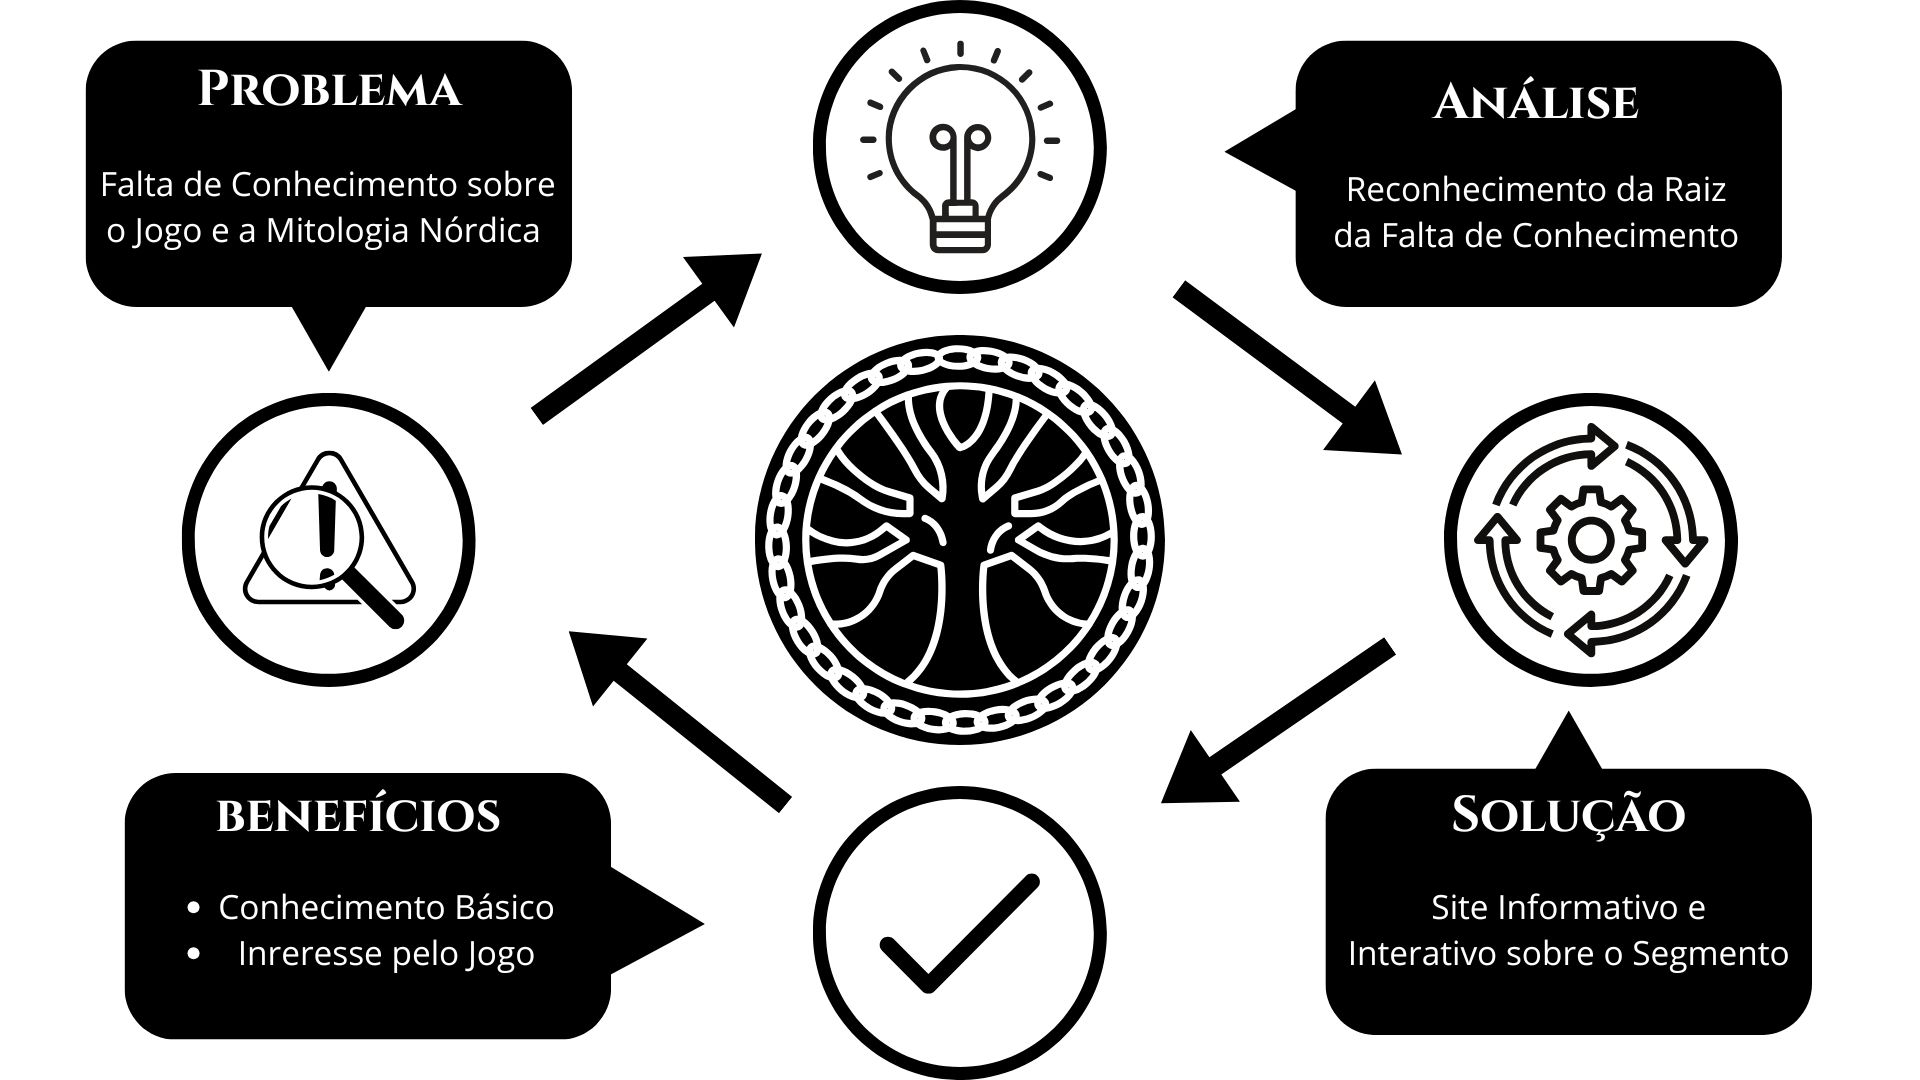 Problema
Falta de Conhecimento sobre
o Jogo e a Mitologia Nórdica
Análise
Reconhecimento da Raiz
da Falta de Conhecimento
Benefícios
• Conhecimento Básico
• Inreresse pelo Jogo
Solução
Site Informativo e
Interativo sobre o Segmento